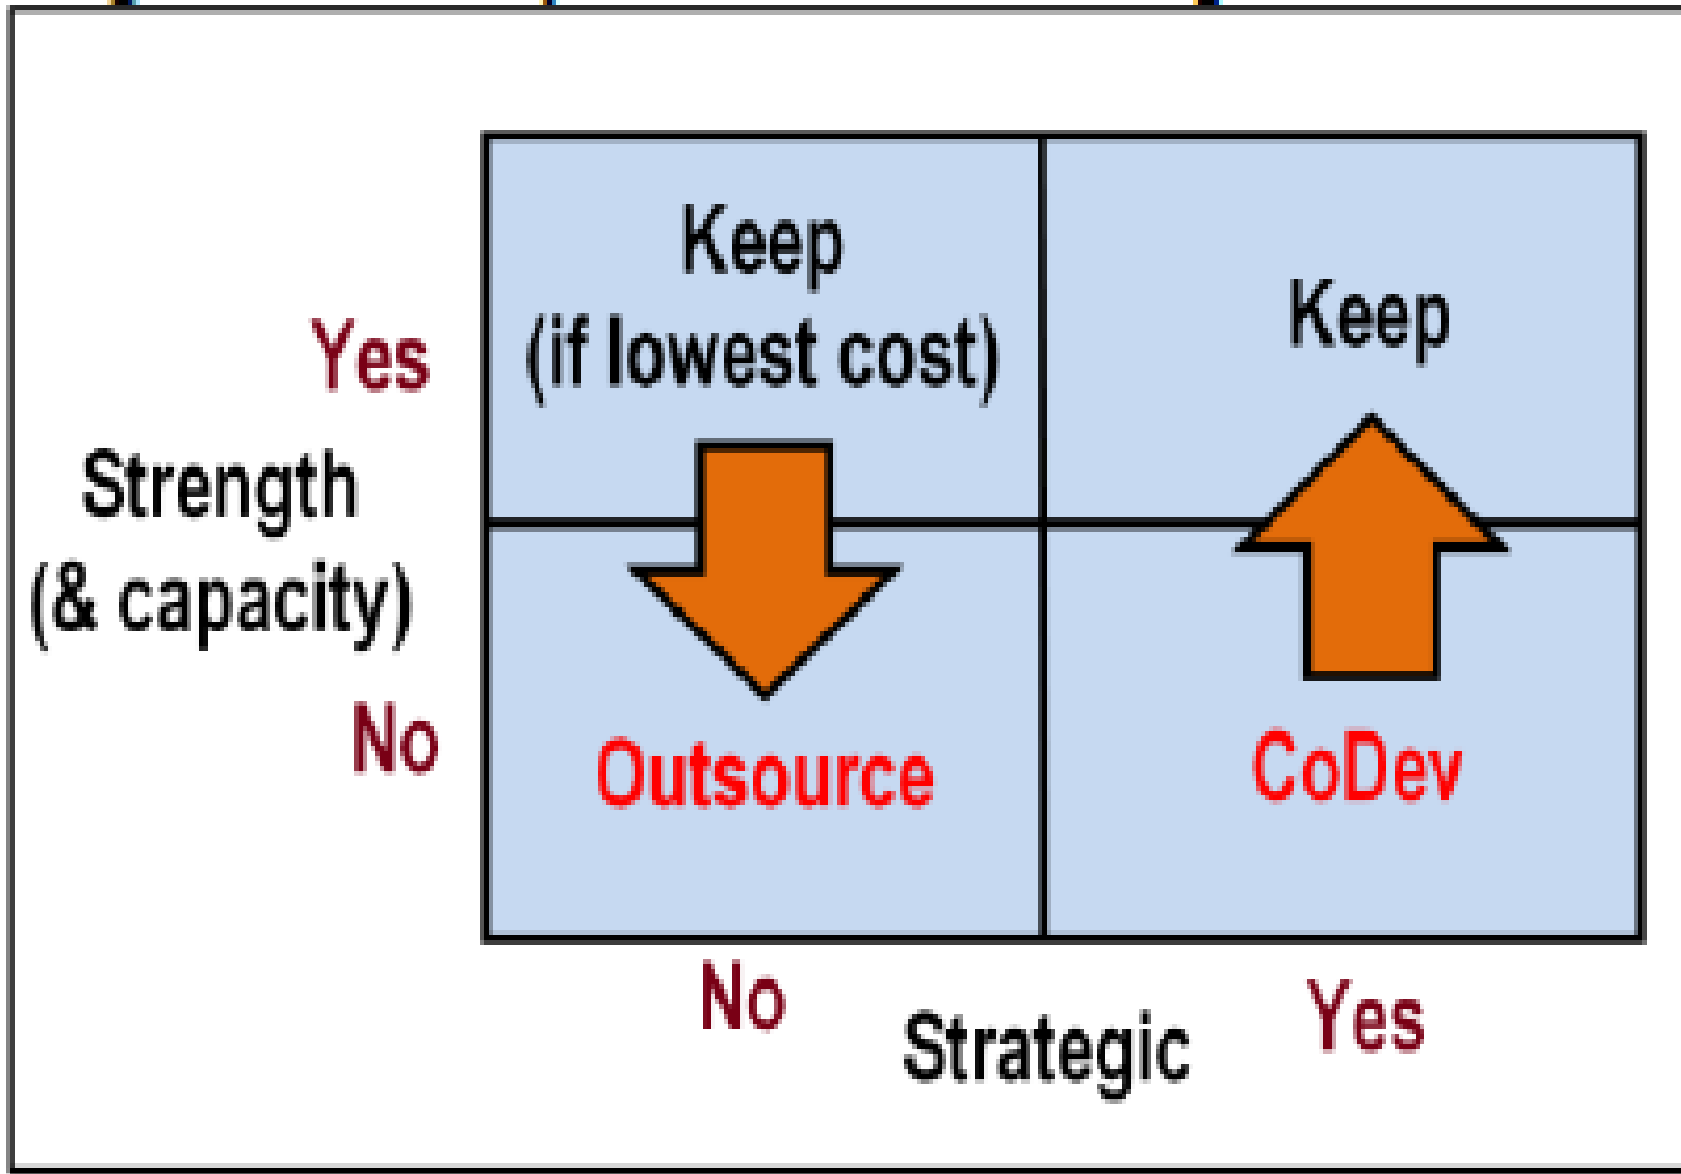 Keep
(if lowest cost)
Keep
Yes
Strength
(& capacity)
No
Outsource
CoDev
No
Strategic
Yes